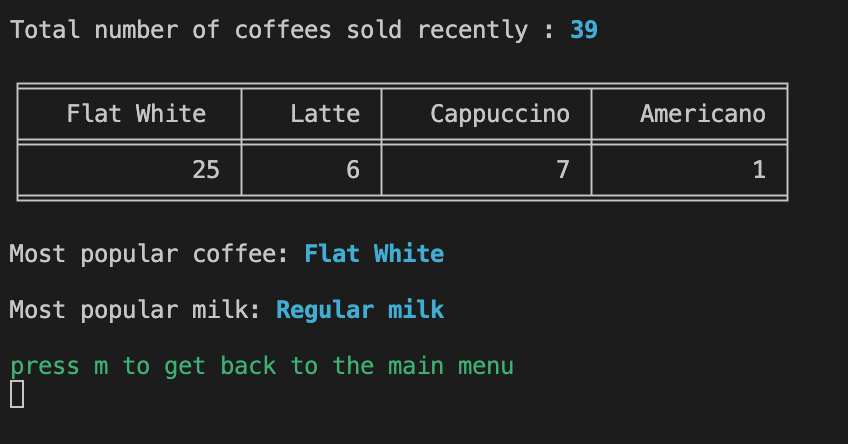 Total number of coffees sold recently : 39
Flat White Latte Cappuccino Americano
25 6 7 1
Most popular coffee: Flat White
Most popular milk: Regular milk
press m to get back to the main menu